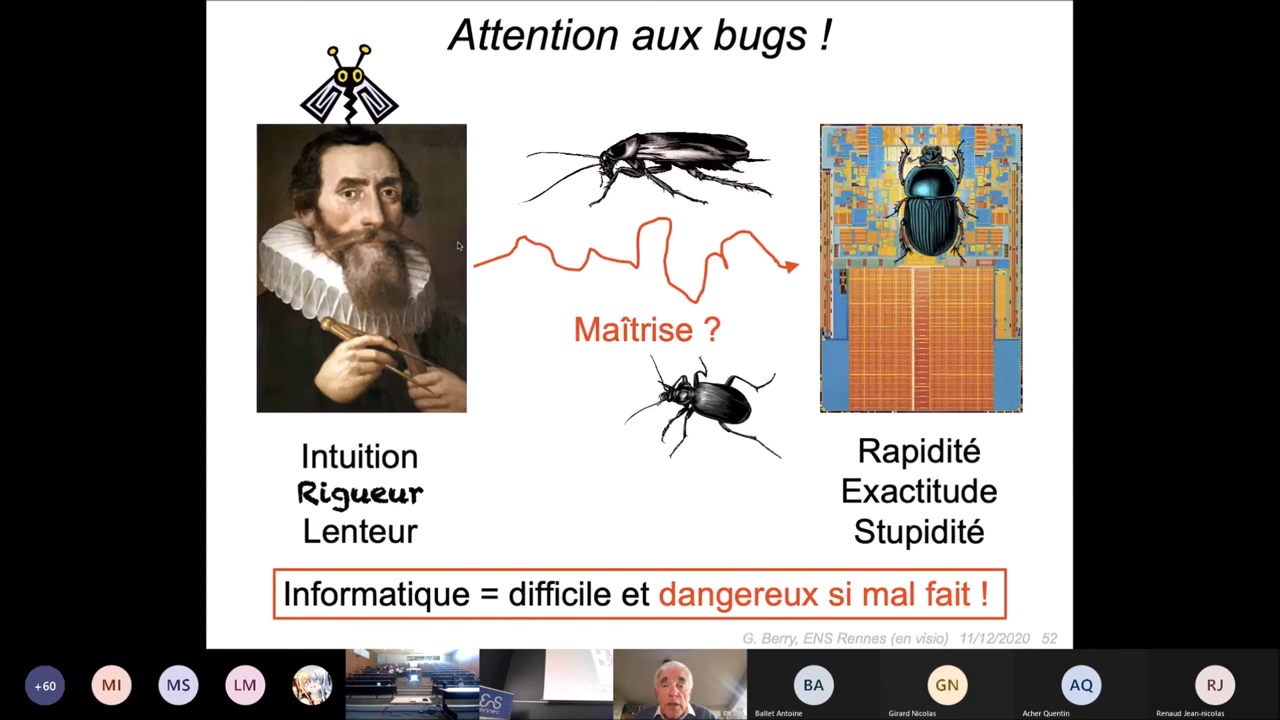 Attention aux bugs !
Maîtrise ?
Intuition
Rigueur
Lenteur
Rapidité
Exactitude
Stupidité
Informatique = difficile et dangereux si mal fait !
G. Berry, ENS Rennes (en visio) 11/12/2020 52
+60
MI
MS
LM
BA
GN
AQ
RJ
Ballet Antoine
Girard Nicolas
Acher Quentin
Renaud Jean-nicolas